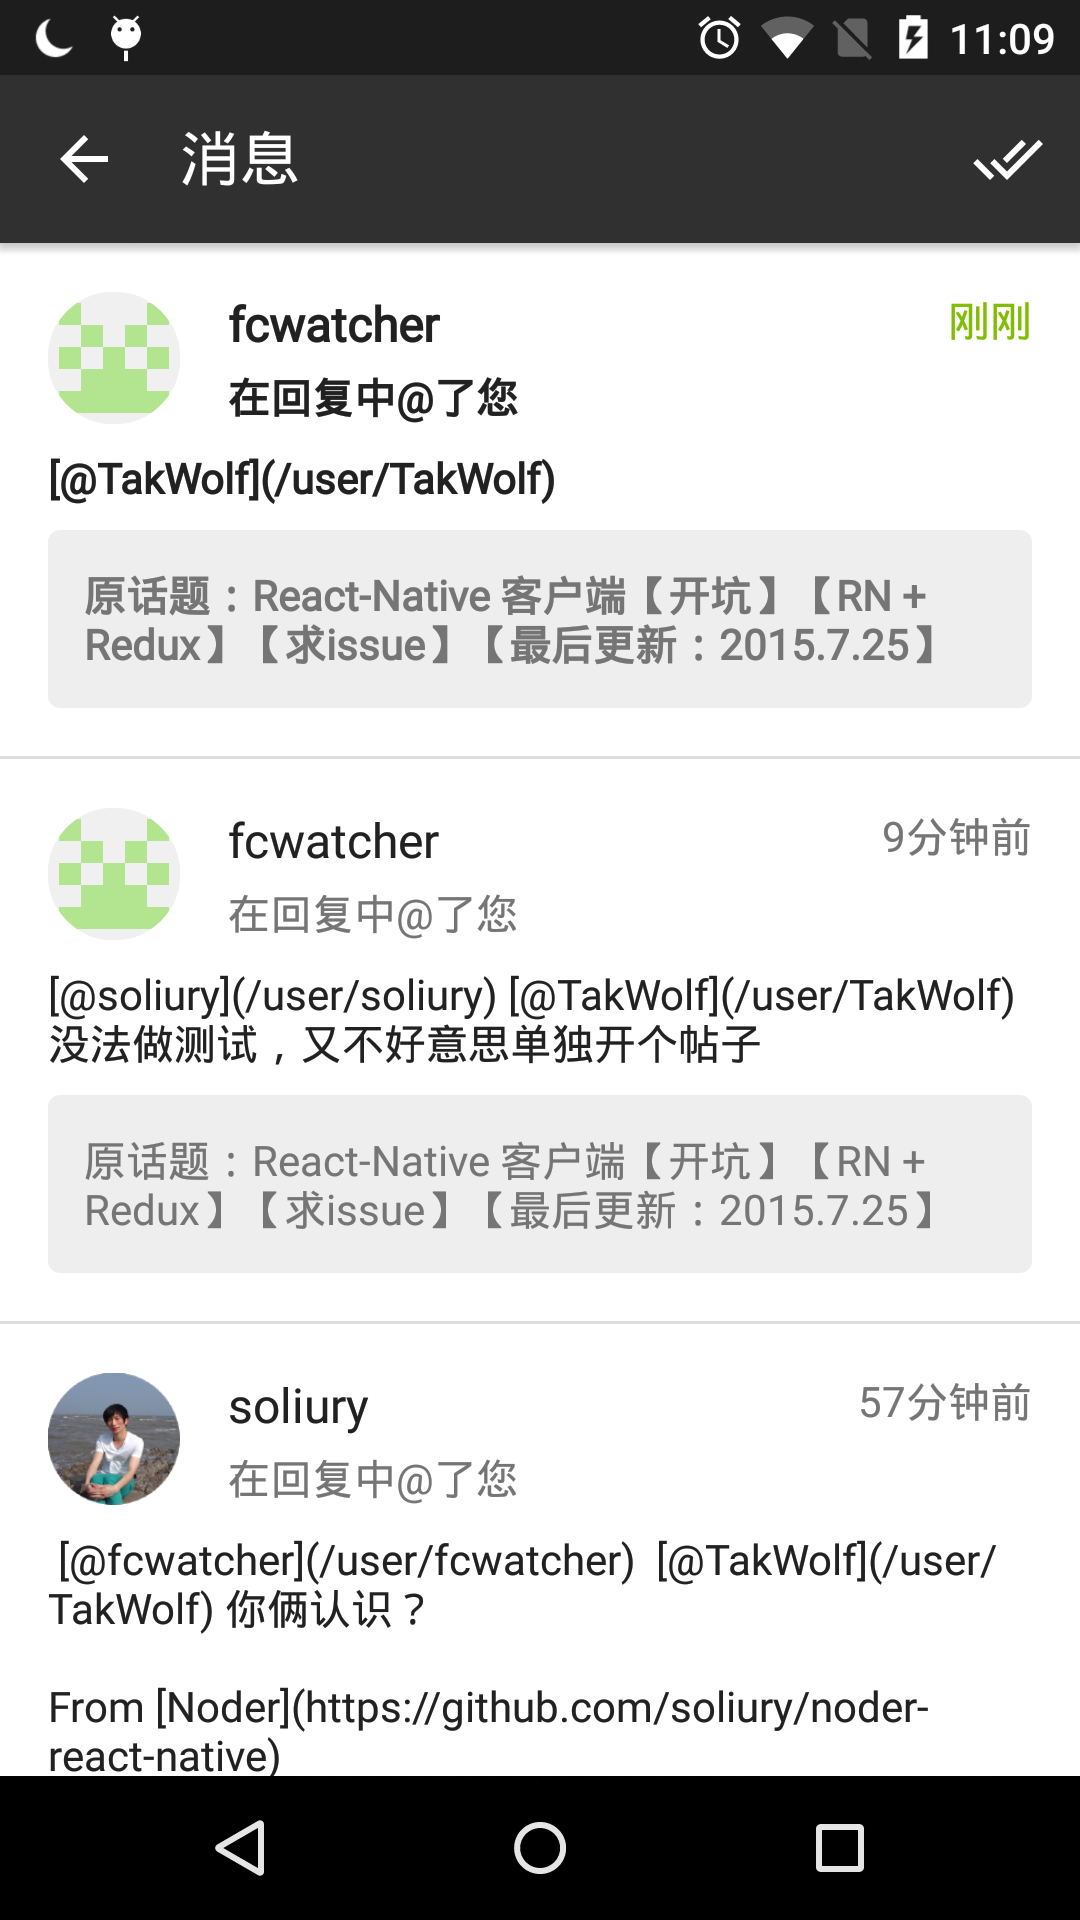 11:09
消息
fcwatcher
刚刚
在回复中@了您
[@TakWolf](/user/TakWolf)
原话题：React-Native 客户端【开坑】【RN +
Redux】【求issue】【最后更新：2015.7.25】
fcwatcher
9分钟前
在回复中@了您
[@soliury](/user/soliury) [@TakWolf](/user/TakWolf)
没法做测试，又不好意思单独开个帖子
原话题：React-Native 客户端【开坑】【RN +
Redux】【求issue】【最后更新：2015.7.25】
soliury
57分钟前
在回复中@了您
[@fcwatcher](/user/fcwatcher)  [@TakWolf](/user/
TakWolf) 你俩认识？
From [Noder](https://github.com/soliury/noder-
react-native)